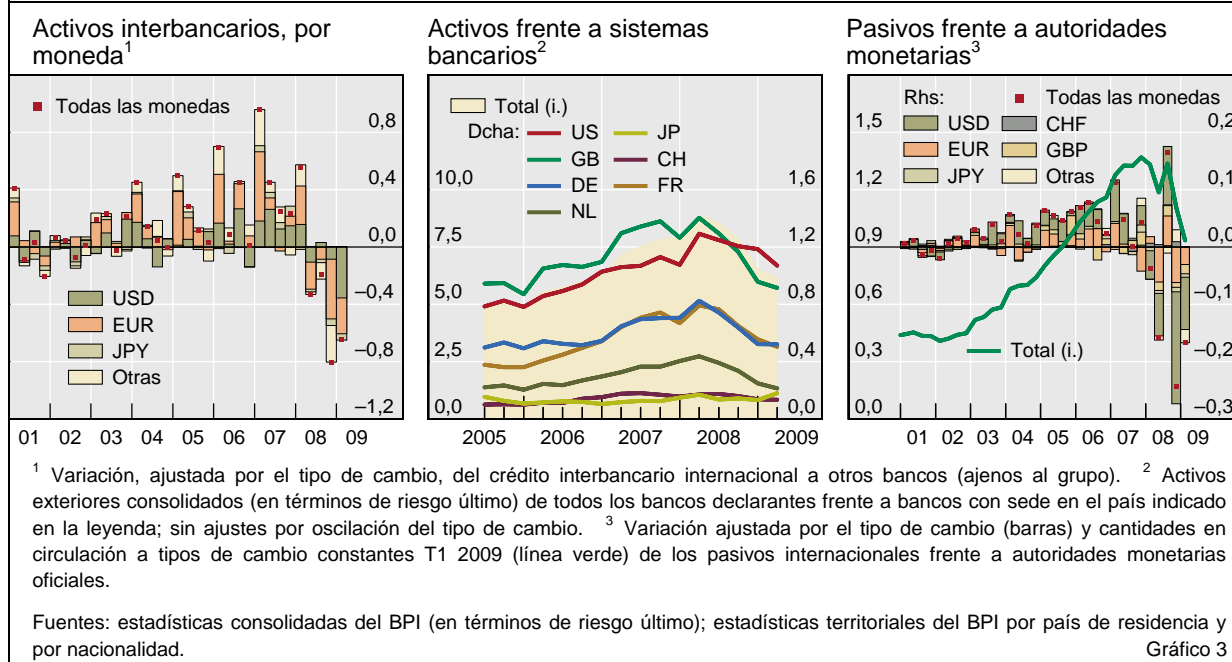 Activos interbancarios, por
moneda¹
Todas las monedas
0,8
0,4
0,0
–0,4
–0,8
–1,2
USD
EUR
JPY
Otras
01 02 03 04 05 06 07 08 09
Activos frente a sistemas
bancarios²
Total (i.)
Dcha:
US
GB
DE
NL
JP
CH
FR
10,0
7,5
5,0
2,5
0,0
1,6
1,2
0,8
0,4
0,0
2005 2006 2007 2008 2009
Pasivo frente a autoridades
monetarias³
Rhs:
Todas las monedas
USD
EUR
JPY
CHF
GBP
Otras
1,5
1,2
0,9
0,6
0,3
0,0
0,2
0,1
0,0
–0,1
–0,2
–0,3
Total (i.)
01 02 03 04 05 06 07 08 09
¹ Variación, ajustada por el tipo de cambio, del crédito interbancario internacional a otros bancos (ajenos al grupo). ² Activos
exteriores consolidados (en términos de riesgo último) de todos los bancos declarantes frente a bancos con sede en el país indicado
en la leyenda; sin ajustes por oscilación del tipo de cambio. ³ Variación ajustada por el tipo de cambio (barras) y cantidades en
circulación a tipos de cambio constantes T1 2009 (línea verde) de los pasivos internacionales frente a autoridades monetarias
oficiales.
Fuentes: estadísticas consolidadas del BPI (en términos de riesgo último); estadísticas territoriales del BPI por país de residencia y
por nacionalidad.
Gráfico 3